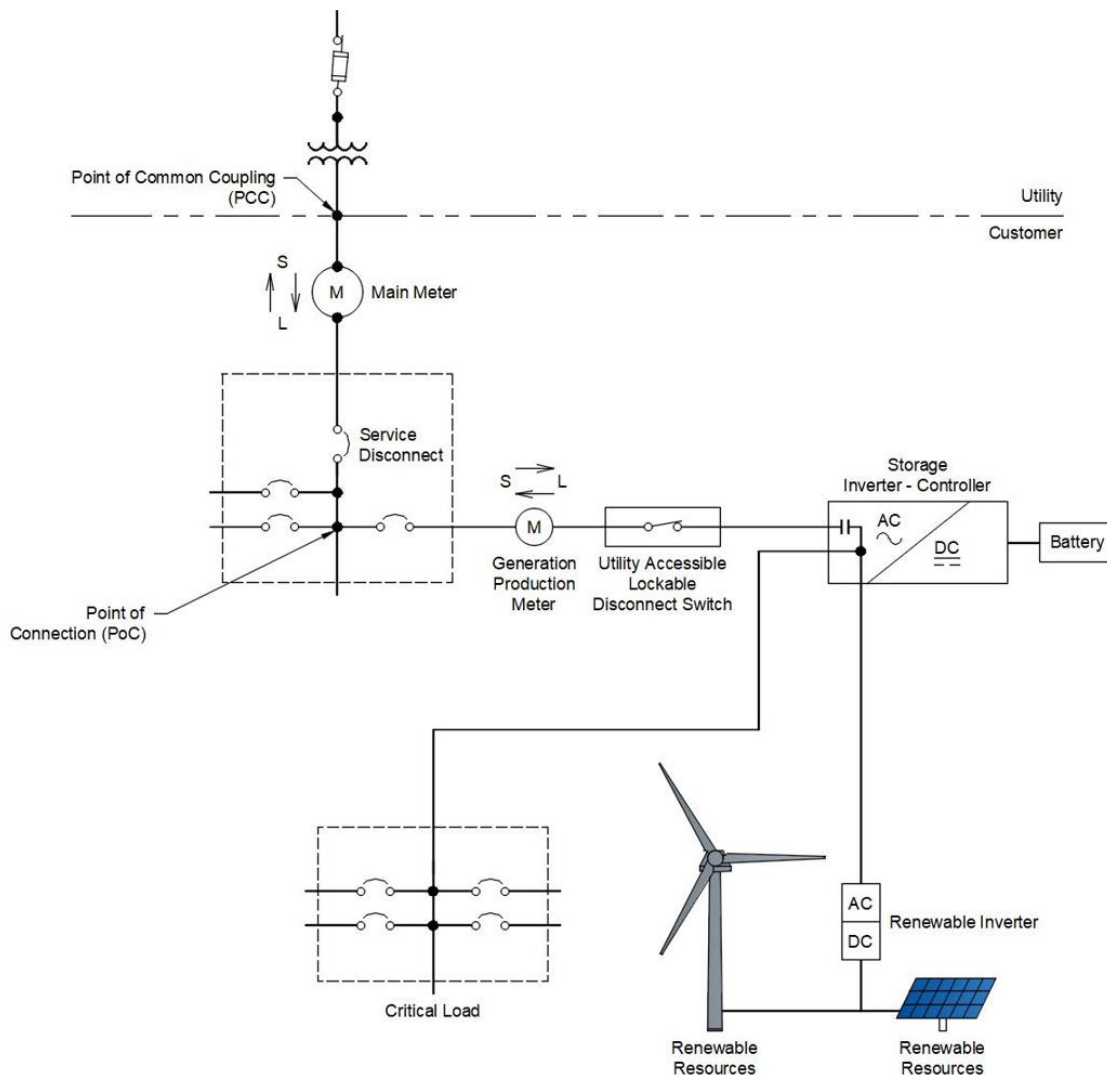 Point of Common Coupling
(PCC)
Utility
Customer
S
L
M
Main Meter
Service
Disconnect
S
L
M
Generation
Production
Meter
Utility Accessible
Lockable
Disconnect Switch
Storage
Inverter - Controller
AC
DC
Battery
Point of
Connection (PoC)
AC
DC
Renewable Inverter
Critical Load
Renewable
Resources
Renewable
Resources